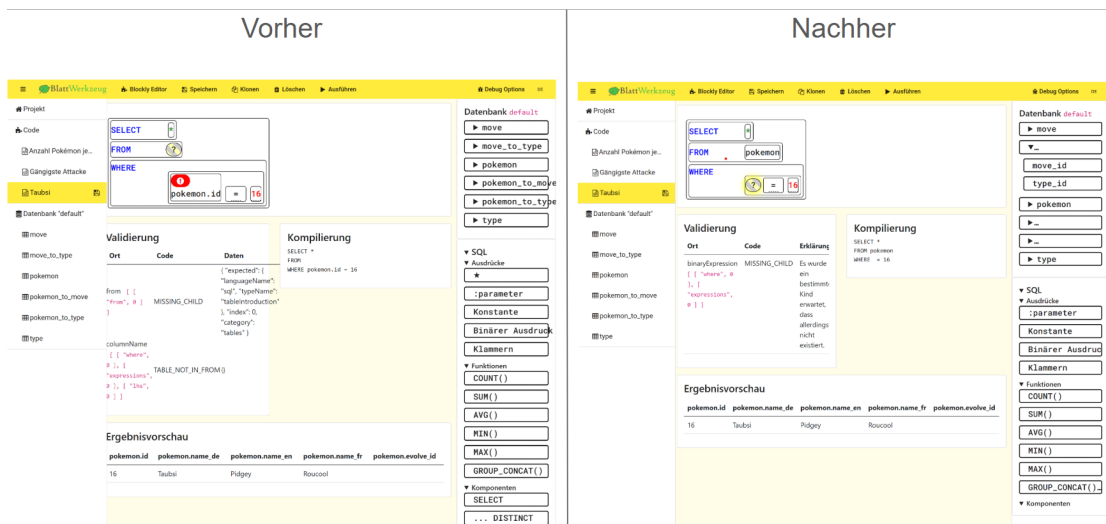 Vorher
BlattWerkzeug
Blockly Editor
Speichern
Klonen
Löschen
Ausführen
Debug Options
Projekt
Code
Anzahl Pokémon je...
Gängigste Attacke
Taubsi
Datenbank "default"
move
move_to_type
pokemon
pokemon_to_move
pokemon_to_type
type
SELECT *
FROM ?
WHERE
pokemon.id = 16
Validierung
Ort Code Daten
from [ [
"from", 0 ]
]
MISSING_CHILD
{ "expected": {
"languageName":
"sql", "typeName":
"tableIntroduction"
}, "index": 0,
"category":
"tables" }
columnName
[ [ "where",
0 ], [
"expressions",
0 ], [ "lhs",
0 ] ]
TABLE_NOT_IN_FROM {}
Kompilierung
SELECT *
FROM
WHERE pokemon.id = 16
Ergebnisvorschau
pokemon.id pokemon.name_de pokemon.name_en pokemon.name_fr pokemon.evolve_id
16 Taubsi Pidgey Roucool
Datenbank default
▶ move
▶ move_to_type
▶ pokemon
▶ pokemon_to_move
▶ pokemon_to_type
▶ type
▼ SQL
▼ Ausdrücke
★
:parameter
Konstante
Binärer Ausdruck
Klammern
▼ Funktionen
COUNT()
SUM()
AVG()
MIN()
MAX()
GROUP_CONCAT()
▼ Komponenten
SELECT
... DISTINCT
Nachher
BlattWerkzeug
Blockly Editor
Speichern
Klonen
Löschen
Ausführen
Debug Options
Projekt
Code
Anzahl Pokémon je...
Gängigste Attacke
Taubsi
Datenbank "default"
move
move_to_type
pokemon
pokemon_to_move
pokemon_to_type
type
SELECT *
FROM pokemon
WHERE
? = 16
Validierung
Ort Code Erklärung
binaryExpression
[ [ "where", 0
], [
"expressions",
0 ] ]
MISSING_CHILD
Es wurde
ein
bestimmt
Kind
erwartet,
dass
allerdings
nicht
existiert.
Kompilierung
SELECT *
FROM pokemon
WHERE = 16
Ergebnisvorschau
pokemon.id pokemon.name_de pokemon.name_en pokemon.name_fr pokemon.evolve_id
16 Taubsi Pidgey Roucool
Datenbank default
▶ move
▼…
move_id
type_id
▶ pokemon
▶…
▶…
▶ type
▼ SQL
▼ Ausdrücke
:parameter
Konstante
Binärer Ausdruc
Klammern
▼ Funktionen
COUNT()
SUM()
AVG()
MIN()
MAX()
GROUP_CONCAT()…
▼ Komponenten